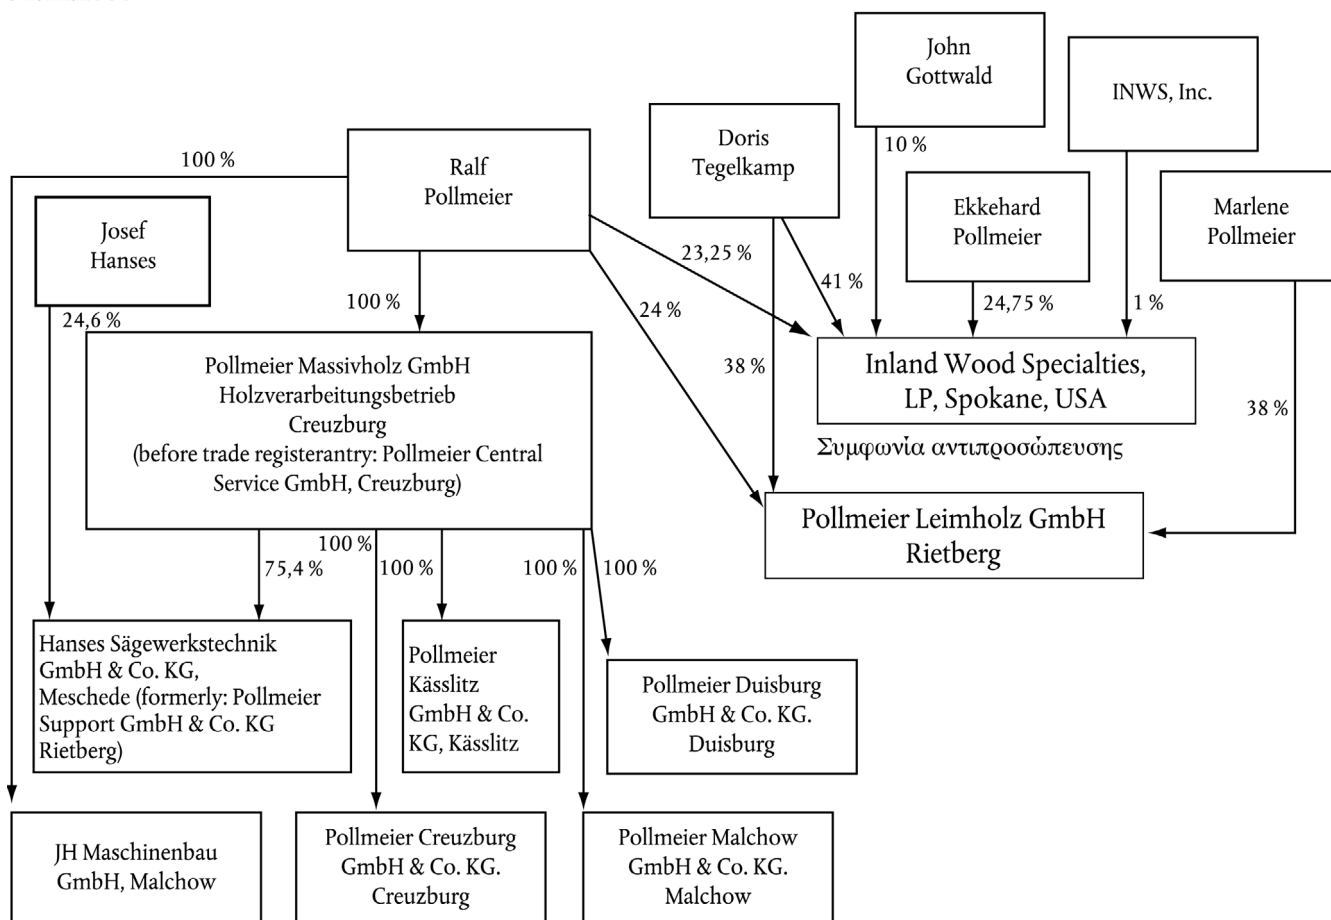 John
Gottwald
INWS, Inc.
Doris
Tegelkamp
10 %
100 %
Ralf
Pollmeier
Ekkehard
Pollmeier
Marlene
Pollmeier
Josef
Hanses
23,25 %
41 %
24,75 %
1 %
100 %
24 %
24,6 %
38 %
38 %
Inland Wood Specialties,
LP, Spokane, USA
Συμφωνία αντιπροσώπευσης
Pollmeier Massivholz GmbH
Holzverarbeitungsbetrieb
Creuzburg
(before trade registerantry: Pollmeier Central
Service GmbH, Creuzburg)
Pollmeier Leimholz GmbH
Rietberg
75,4 %
100 %
100 %
100 %
100 %
Hanses Sägewerkstechnik
GmbH & Co. KG,
Meschede (formerly: Pollmeier
Support GmbH & Co. KG
Rietberg)
Pollmeier
Kässlitz
GmbH & Co.
KG, Kässlitz
Pollmeier Duisburg
GmbH & Co. KG.
Duisburg
JH Maschinenbau
GmbH, Malchow
Pollmeier Creuzburg
GmbH & Co. KG.
Creuzburg
Pollmeier Malchow
GmbH & Co. KG.
Malchow